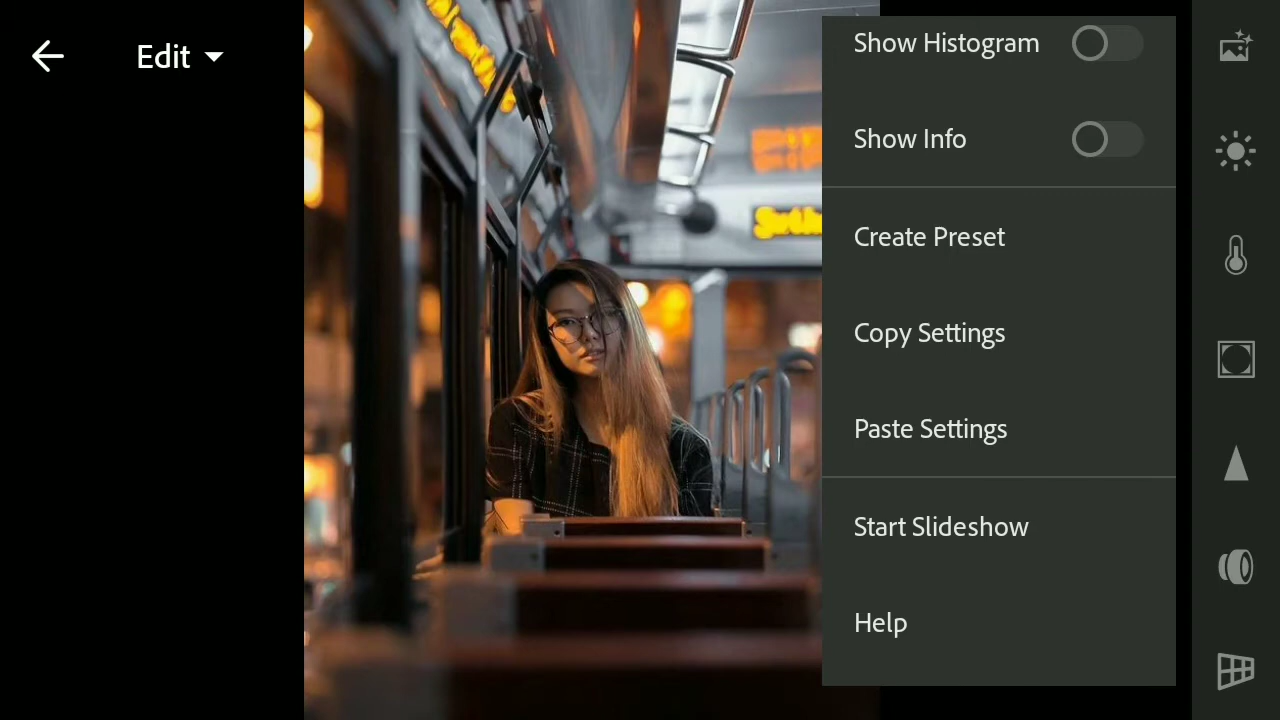 Edit
Show Histogram
Show Info
Create Preset
Copy Settings
Paste Settings
Start Slideshow
Help